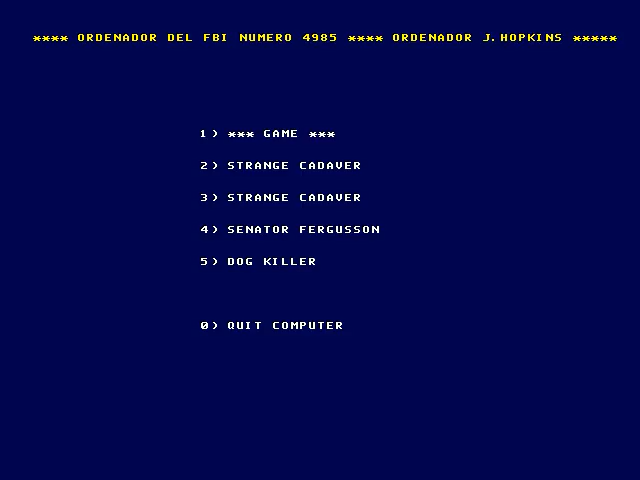 **** ORDENADOR DEL FBI NUMERO 4985 **** ORDENADOR J.HOPKINS *****
1) *** GAME ***
2) STRANGE CADAVER
3) STRANGE CADAVER
4) SENATOR FERGUSSON
5) DOG KILLER
0) QUIT COMPUTER